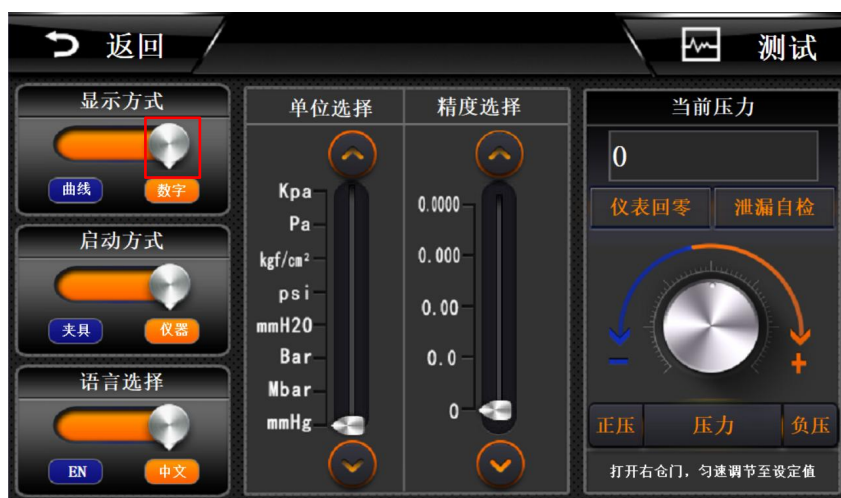 返回
测试
显示方式
曲线 数字
启动方式
夹具 仪器
语言选择
EN 中文
单位选择
Kpa
Pa
kgf/cm²
psi
mmH2O
Bar
Mbar
mmHg
精度选择
0.0000
0.000
0.00
0.0
0
当前压力
0
仪表回零 泄漏自检
− +
正压 压力 负压
打开右仓门，匀速调节至设定值